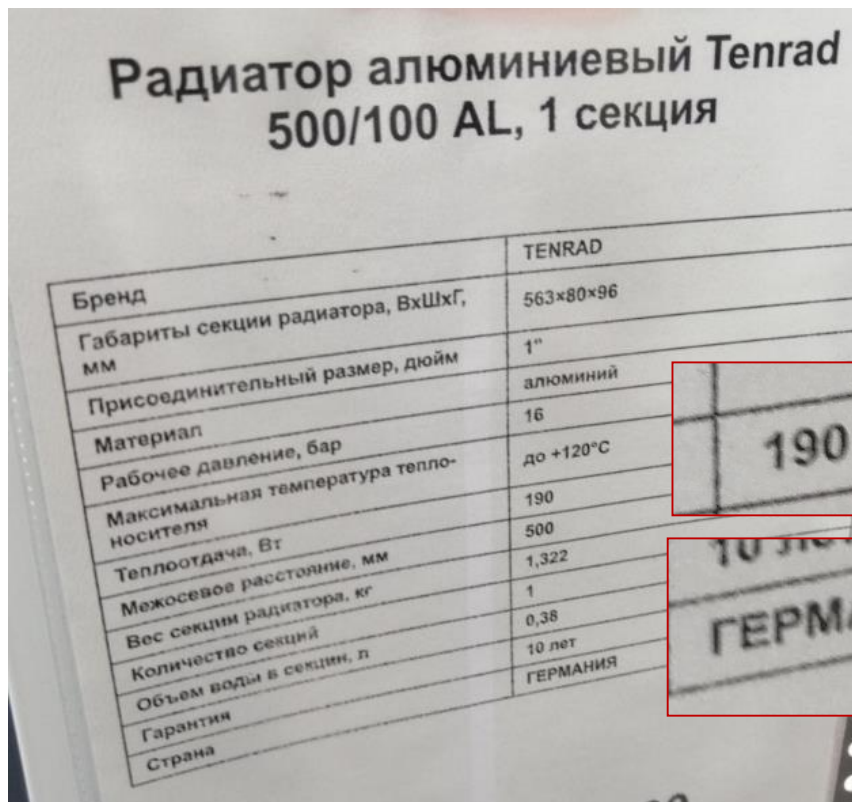 Радиатор алюминиевый Tenrad
500/100 AL, 1 секция
Бренд TENRAD
Габариты секции радиатора, ВхШхГ, 563×80×96
мм
Присоединительный размер, дюйм 1"
Материал алюминий
Рабочее давление, бар 16
Максимальная температура тепло- до +120°С
носителя
Теплоотдача, Вт 190
Межосевое расстояние, мм 500
Вес секции радиатора, кг 1,322
Количество секций 1
Объем воды в секции, л 0,38
Гарантия 10 лет
Страна ГЕРМАНИЯ
190
10
ГЕРМ